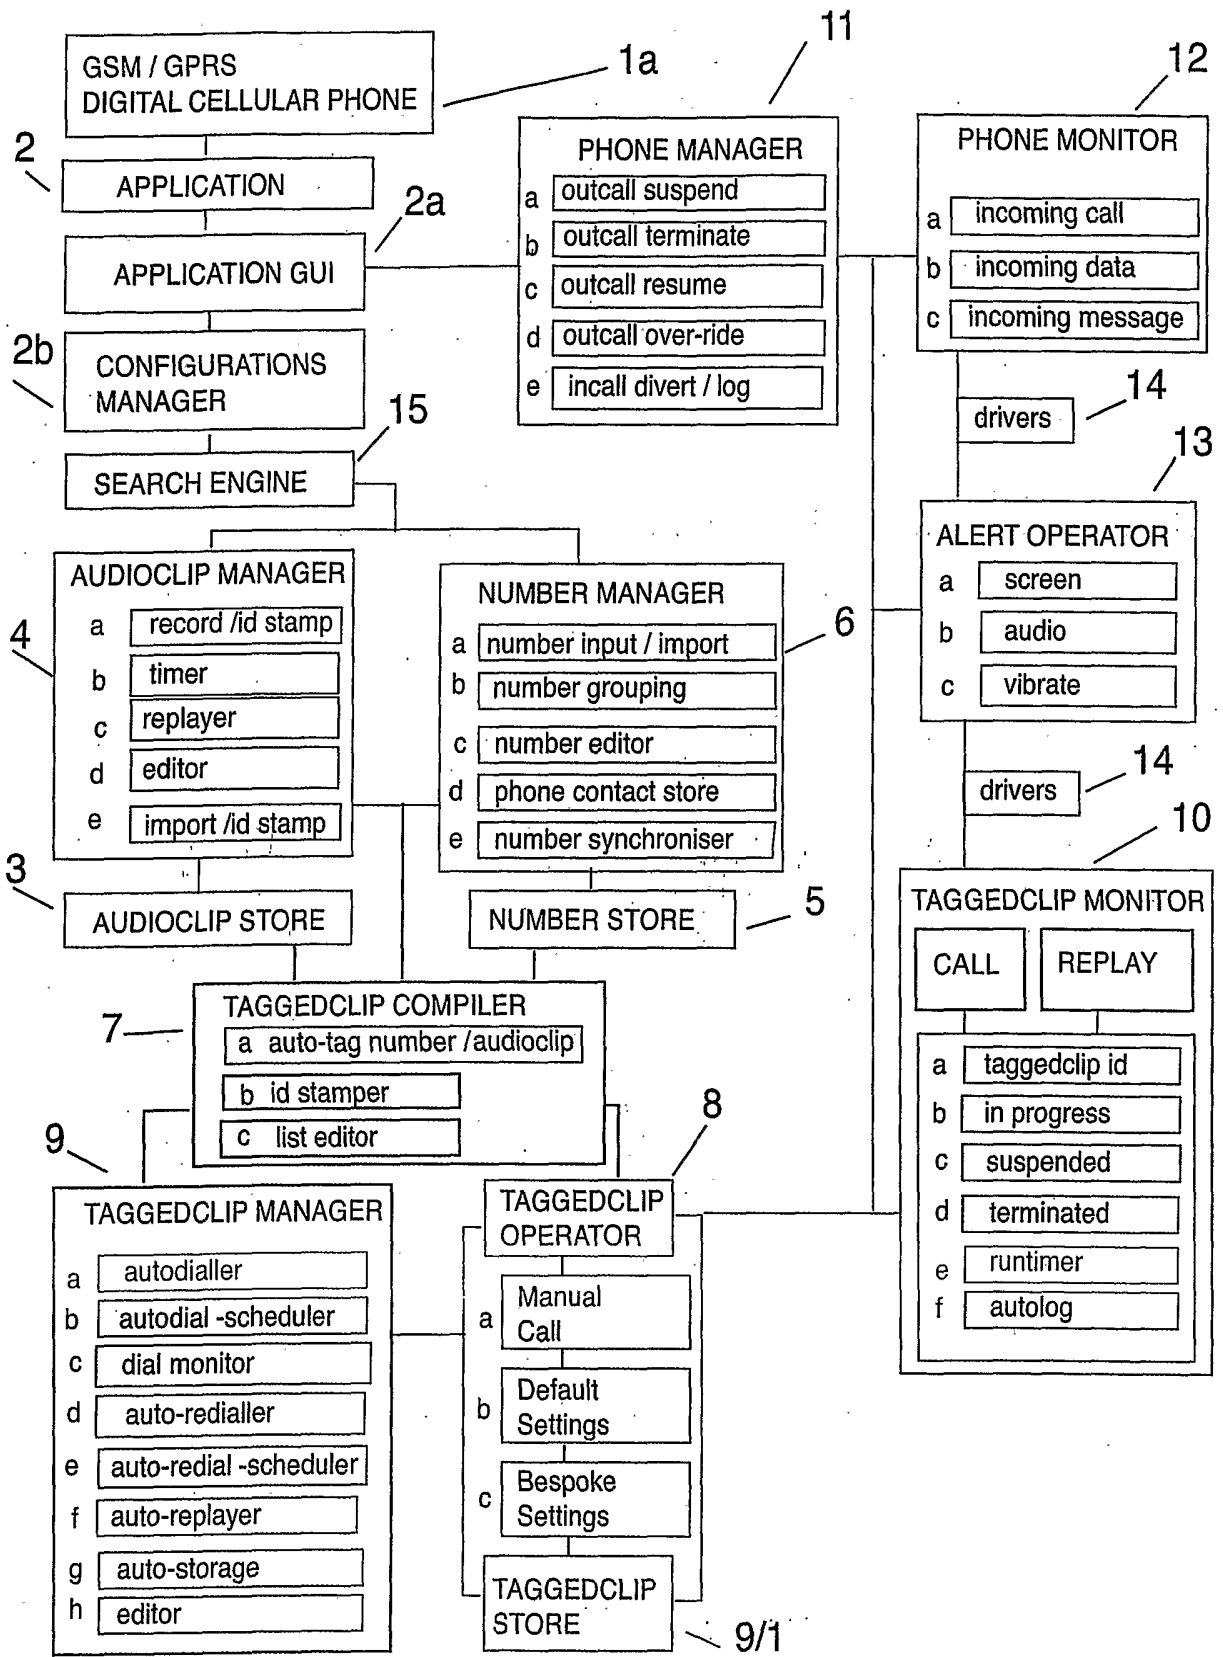 GSM / GPRS
DIGITAL CELLULAR PHONE
1a
2
APPLICATION
2a
APPLICATION GUI
2b
CONFIGURATIONS
MANAGER
15
SEARCH ENGINE
11
PHONE MANAGER
a outcall suspend
b outcall terminate
c outcall resume
d outcall over-ride
e incall divert / log
12
PHONE MONITOR
a incoming call
b incoming data
c incoming message
drivers
14
13
ALERT OPERATOR
a screen
b audio
c vibrate
drivers
14
4
AUDIOCLIP MANAGER
a record /id stamp
b timer
c replayer
d editor
e import /id stamp
3
AUDIOCLIP STORE
NUMBER MANAGER
6
a number input / import
b number grouping
c number editor
d phone contact store
e number synchroniser
NUMBER STORE
5
7
TAGGEDCLIP COMPILER
a auto-tag number /audioclip
b id stamper
c list editor
9
TAGGEDCLIP MANAGER
a autodialler
b autodial -scheduler
c dial monitor
d auto-redialler
e auto-redial -scheduler
f auto-replayer
g auto-storage
h editor
8
TAGGEDCLIP
OPERATOR
a Manual
Call
b Default
Settings
c Bespoke
Settings
TAGGEDCLIP
STORE
9/1
10
TAGGEDCLIP MONITOR
CALL
REPLAY
a taggedclip id
b in progress
c suspended
d terminated
e runtimer
f autolog